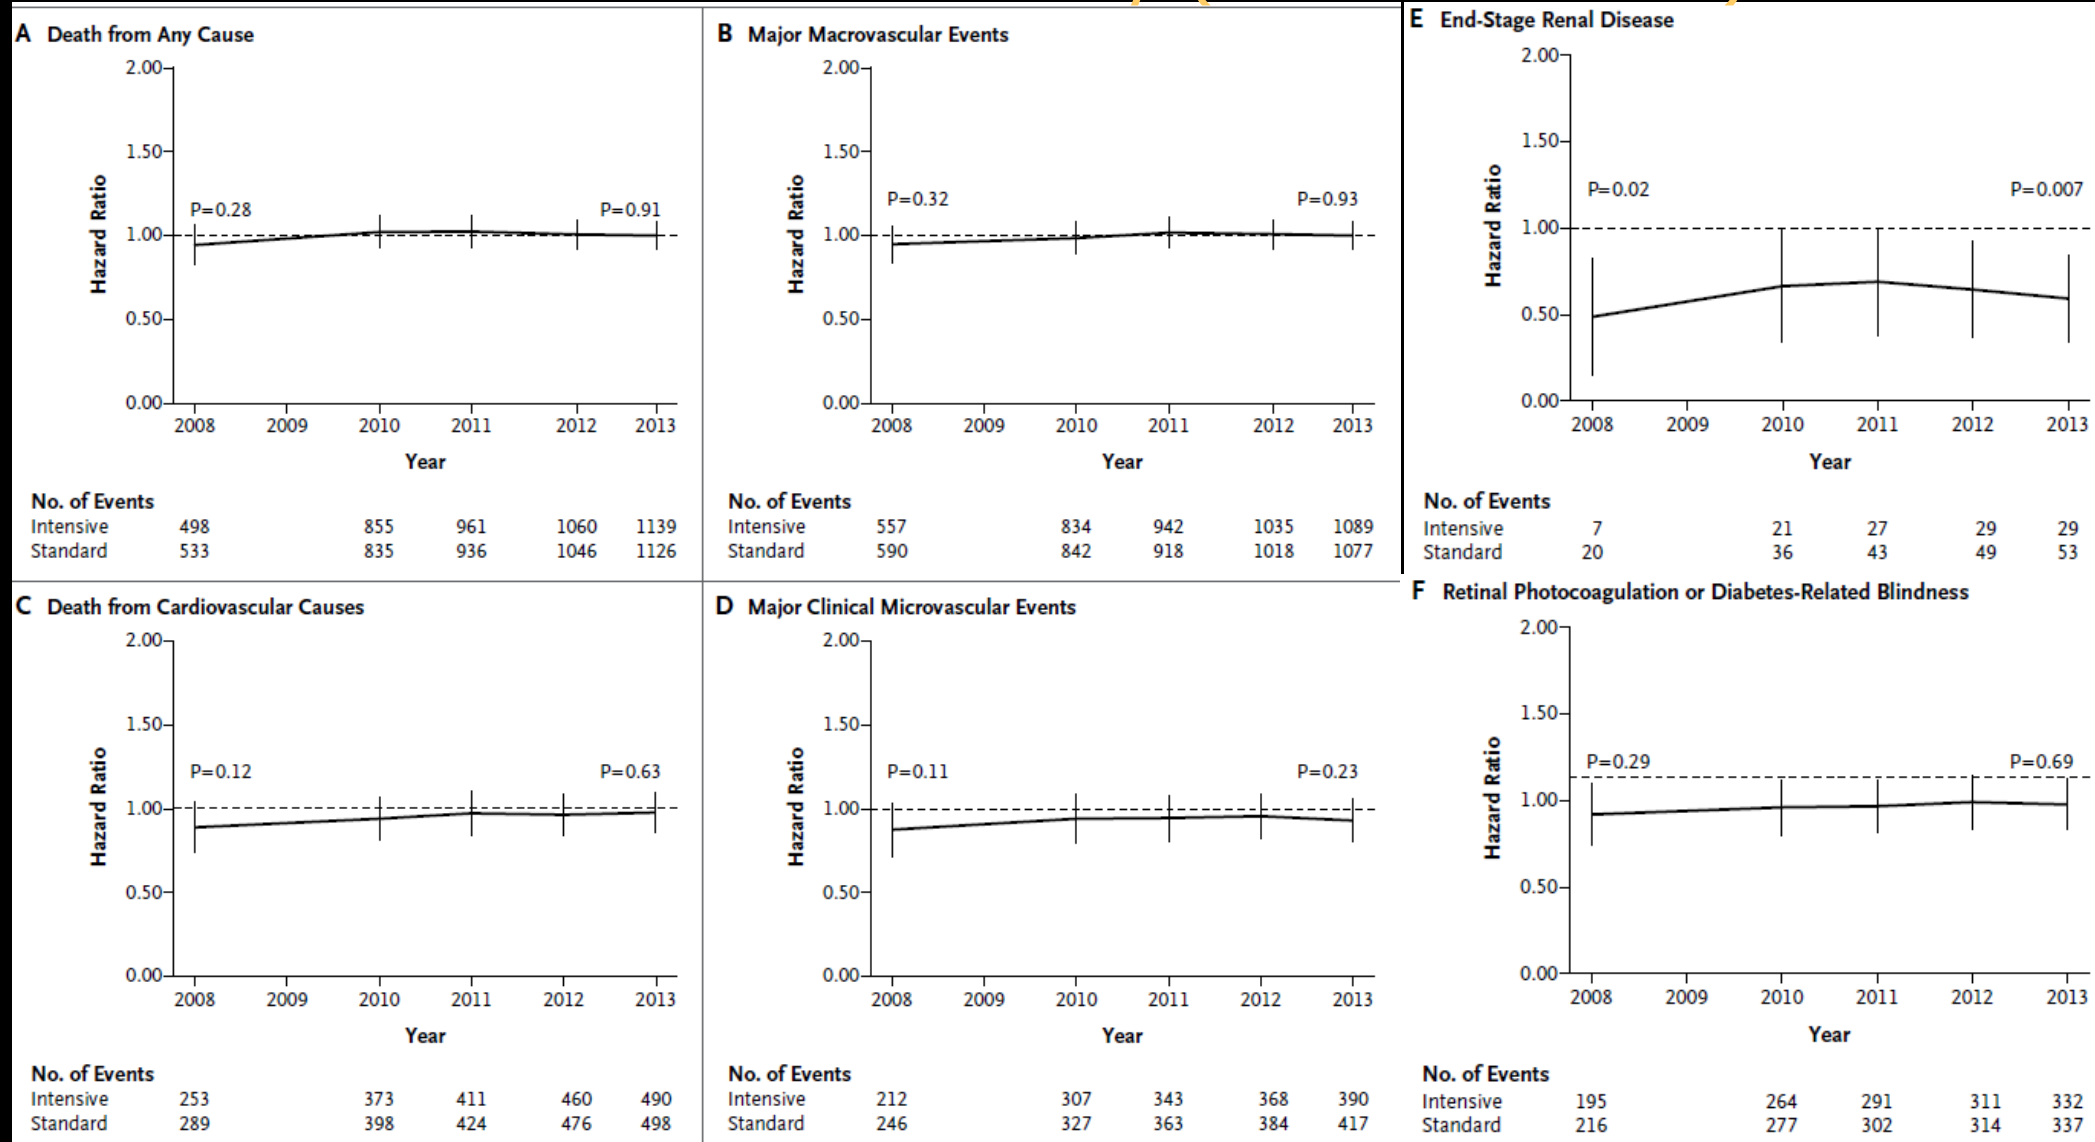 A Death from Any Cause
2.00
1.50
1.00
0.50
0.00
Hazard Ratio
P=0.28
P=0.91
2008 2009 2010 2011 2012 2013
Year
No. of Events
Intensive 498 855 961 1060 1139
Standard 533 835 936 1046 1126
B Major Macrovascular Events
2.00
1.50
1.00
0.50
0.00
Hazard Ratio
P=0.32
P=0.93
2008 2009 2010 2011 2012 2013
Year
No. of Events
Intensive 557 834 942 1035 1089
Standard 590 842 918 1018 1077
E End-Stage Renal Disease
2.00
1.50
1.00
0.50
0.00
Hazard Ratio
P=0.02
P=0.007
2008 2009 2010 2011 2012 2013
Year
No. of Events
Intensive 7 21 27 29 29
Standard 20 36 43 49 53
C Death from Cardiovascular Causes
2.00
1.50
1.00
0.50
0.00
Hazard Ratio
P=0.12
P=0.63
2008 2009 2010 2011 2012 2013
Year
No. of Events
Intensive 253 373 411 460 490
Standard 289 398 424 476 498
D Major Clinical Microvascular Events
2.00
1.50
1.00
0.50
0.00
Hazard Ratio
P=0.11
P=0.23
2008 2009 2010 2011 2012 2013
Year
No. of Events
Intensive 212 307 343 368 390
Standard 246 327 363 384 417
F Retinal Photocoagulation or Diabetes-Related Blindness
2.00
1.50
1.00
0.50
0.00
Hazard Ratio
P=0.29
P=0.69
2008 2009 2010 2011 2012 2013
Year
No. of Events
Intensive 195 264 291 311 332
Standard 216 277 302 314 337